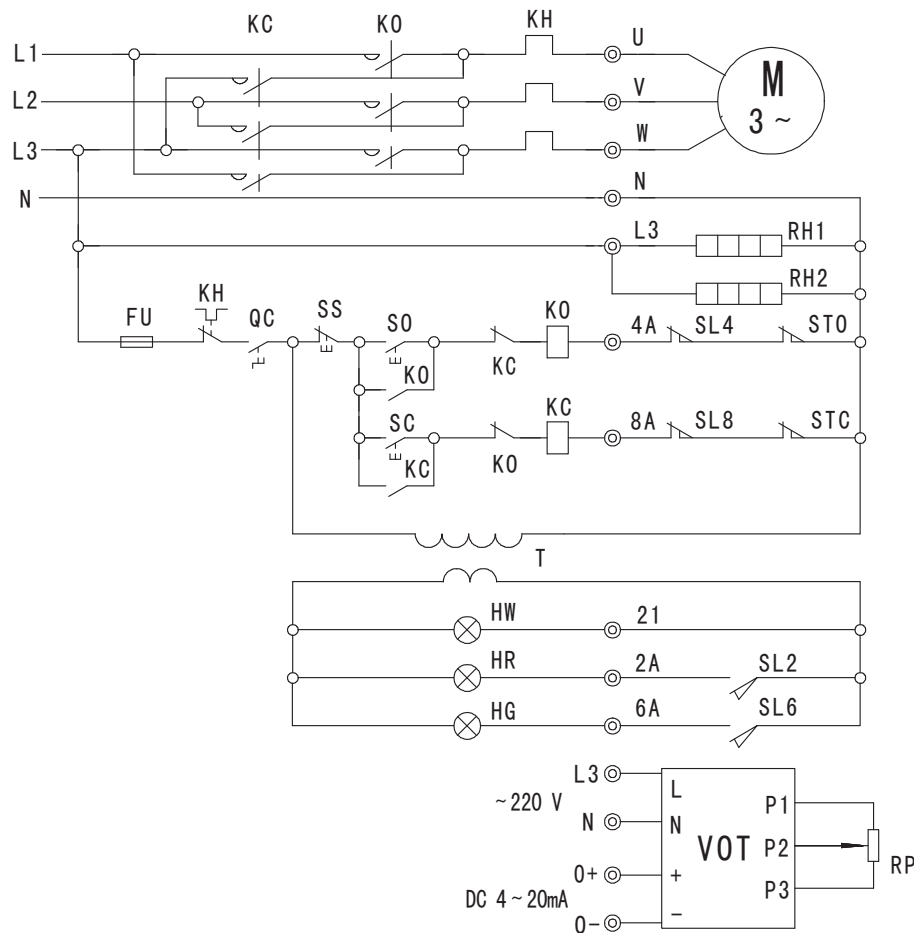 KC KO KH U
L1
L2 V M
3~
L3 W
N N
L3 RH1
RH2
FU KH QC SS SO KO 4A SL4 STO
KC
KO
SC KC 8A SL8 STC
KC KO
T
HW 21
HR 2A SL2
HG 6A SL6
L3 L
~220 V P1
N N VOT P2
RP
O+ + P3
DC 4~20mA
O- -